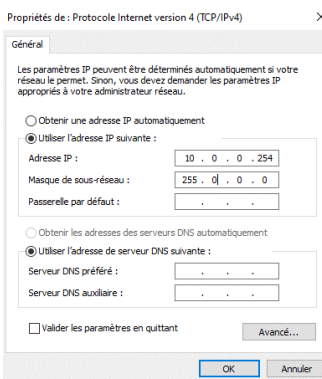 Propriétés de : Protocole Internet version 4 (TCP/IPv4)
Général
Les paramètres IP peuvent être déterminés automatiquement si votre
réseau le permet. Sinon, vous devez demander les paramètres IP
appropriés à votre administrateur réseau.
Obtenir une adresse IP automatiquement
Utiliser l'adresse IP suivante :
Adresse IP : 10 . 0 . 0 . 254
Masque de sous-réseau : 255 . 0 . 0 . 0
Passerelle par défaut : . . .
Obtenir les adresses des serveurs DNS automatiquement
Utiliser l'adresse de serveur DNS suivante :
Serveur DNS préféré : . . .
Serveur DNS auxiliaire : . . .
Valider les paramètres en quittant
Avancé...
OK Annuler